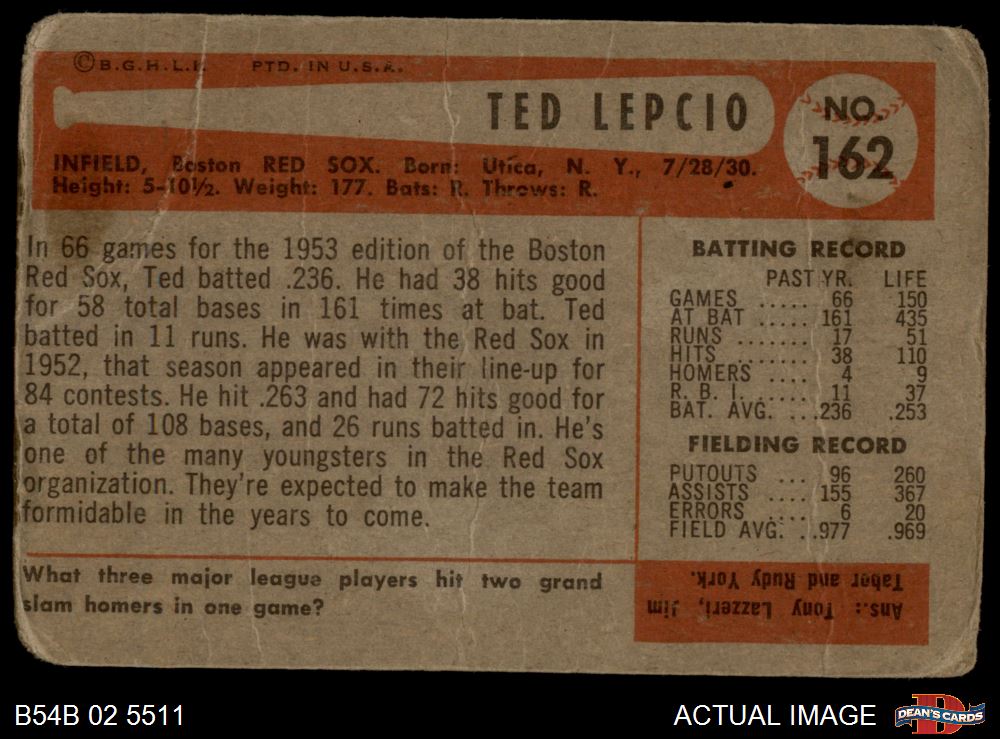 ©B.G.H.L.I. PTD. IN U.S.A.
TED LEPCIO
NO.
162
INFIELD, Boston RED SOX. Born: Utica, N. Y., 7/28/30.
Height: 5-10½. Weight: 177. Bats: R. Throws: R.
In 66 games for the 1953 edition of the Boston
Red Sox, Ted batted .236. He had 38 hits good
for 58 total bases in 161 times at bat. Ted
batted in 11 runs. He was with the Red Sox in
1952, that season appeared in their line-up for
84 contests. He hit .263 and had 72 hits good for
a total of 108 bases, and 26 runs batted in. He's
one of the many youngsters in the Red Sox
organization. They're expected to make the team
formidable in the years to come.
BATTING RECORD
PAST YR. LIFE
GAMES ..... 66 150
AT BAT ..... 161 435
RUNS ....... 17 51
HITS ....... 38 110
HOMERS .... 4 9
R. B. I. .... 11 37
BAT. AVG. ...236 .253
FIELDING RECORD
PUTOUTS ... 96 260
ASSISTS .... 155 367
ERRORS .... 6 20
FIELD AVG. ..977 .969
What three major league players hit two grand
slam homers in one game?
Ans.: Tony Lazzeri, Jim
Tabor and Rudy York.
B54B 02 5511
ACTUAL IMAGE
D
DEAN'S CARDS